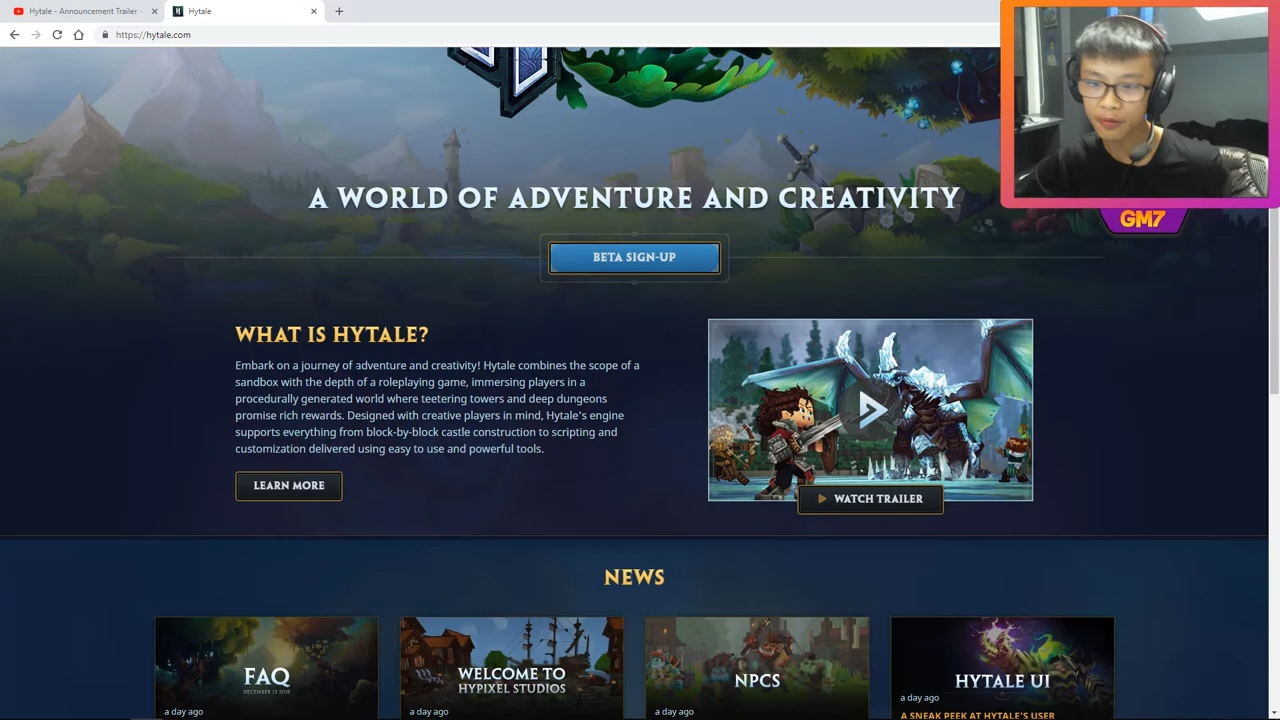 Hytale - Announcement Trailer -
Hytale
https://hytale.com
GM7
A WORLD OF ADVENTURE AND CREATIVITY
BETA SIGN-UP
WHAT IS HYTALE?
Embark on a journey of adventure and creativity! Hytale combines the scope of a
sandbox with the depth of a roleplaying game, immersing players in a
procedurally generated world where teetering towers and deep dungeons
promise rich rewards. Designed with creative players in mind, Hytale's engine
supports everything from block-by-block castle construction to scripting and
customization delivered using easy to use and powerful tools.
LEARN MORE
WATCH TRAILER
NEWS
FAQ
DECEMBER 13 2018
a day ago
WELCOME TO
HYPIXEL STUDIOS
a day ago
NPCS
a day ago
HYTALE UI
a day ago
A SNEAK PEEK AT HYTALE'S USER